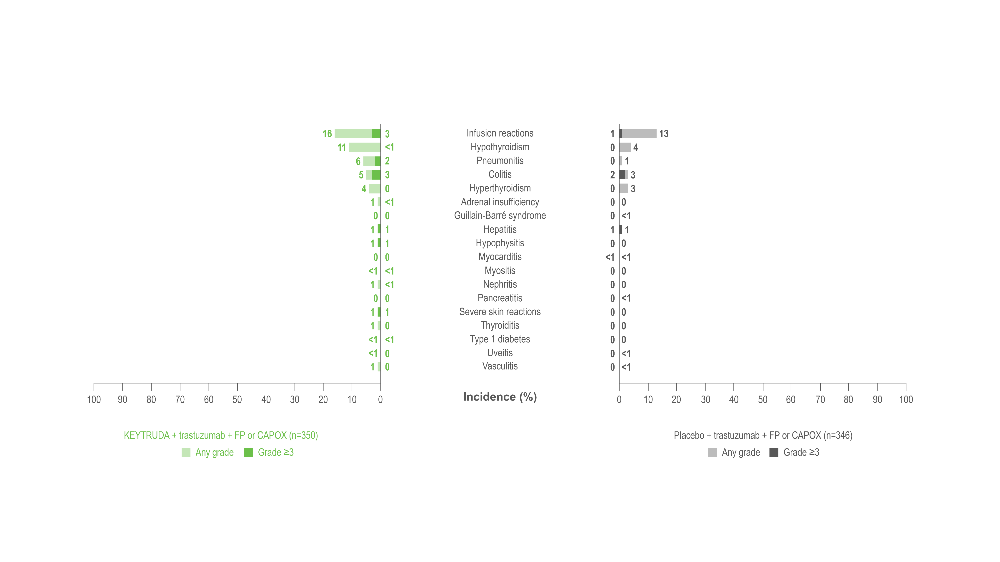 16 3 Infusion reactions 1 13
11 <1 Hypothyroidism 0 4
6 2 Pneumonitis 0 1
5 3 Colitis 2 3
4 0 Hyperthyroidism 0 3
1 <1 Adrenal insufficiency 0 0
0 0 Guillain-Barré syndrome 0 <1
1 1 Hepatitis 1 1
1 1 Hypophysitis 0 0
0 0 Myocarditis <1 <1
<1 <1 Myositis 0 0
1 <1 Nephritis 0 0
0 0 Pancreatitis 0 <1
1 1 Severe skin reactions 0 0
1 0 Thyroiditis 0 0
<1 <1 Type 1 diabetes 0 0
<1 0 Uveitis 0 <1
1 0 Vasculitis 0 <1
100 90 80 70 60 50 40 30 20 10 0 Incidence (%) 0 10 20 30 40 50 60 70 80 90 100
KEYTRUDA + trastuzumab + FP or CAPOX (n=350)
Any grade Grade ≥3
Placebo + trastuzumab + FP or CAPOX (n=346)
Any grade Grade ≥3